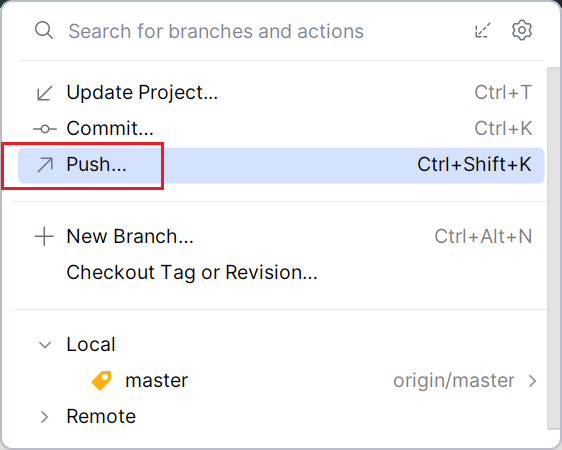 Search for branches and actions
Update Project... Ctrl+T
Commit... Ctrl+K
Push... Ctrl+Shift+K
New Branch... Ctrl+Alt+N
Checkout Tag or Revision...
Local
master origin/master
Remote